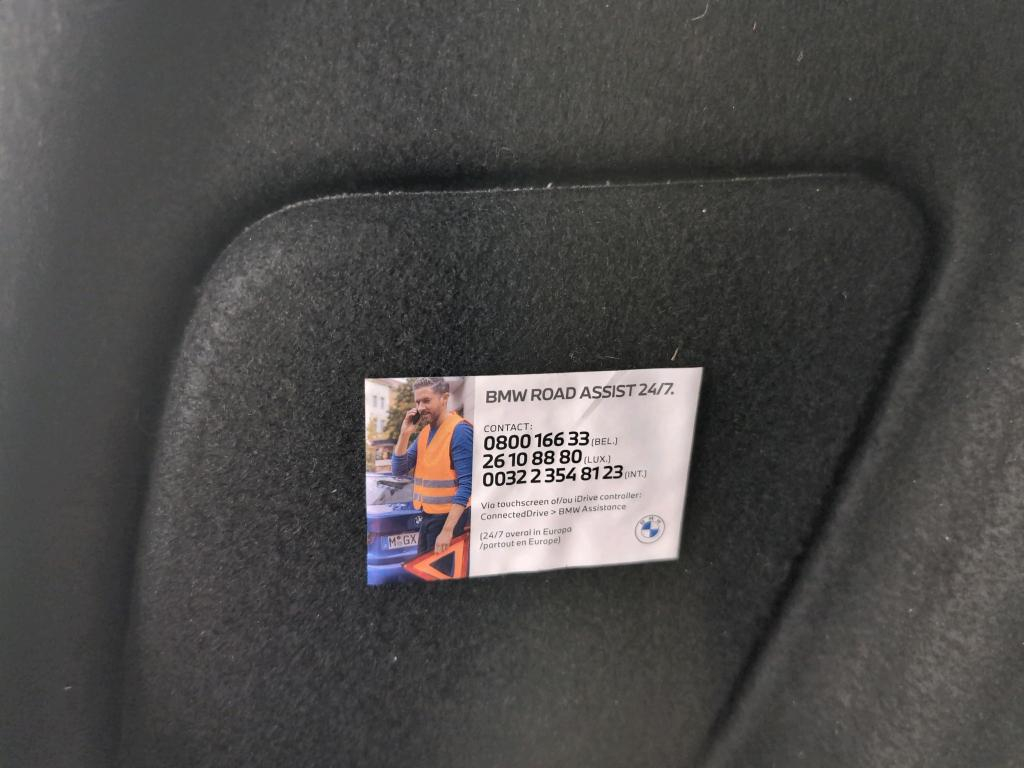 BMW ROAD ASSIST 24/7.
CONTACT:
0800 166 33 (BEL.)
26 10 88 80 (LUX.)
0032 2 354 81 23 (INT.)
Via touchscreen of/ou iDrive controller:
ConnectedDrive > BMW Assistance
(24/7 overal in Europa
/partout en Europe)
BMW
M GX